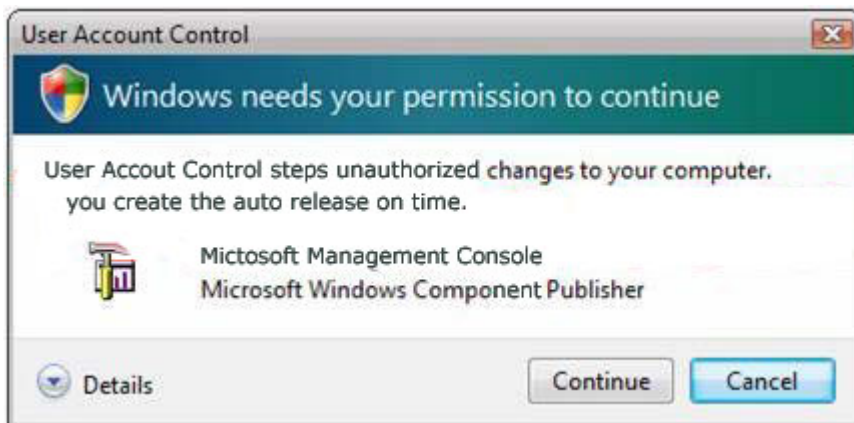 User Account Control
Windows needs your permission to continue
User Accout Control steps unauthorized changes to your computer.
you create the auto release on time.
Mictosoft Management Console
Microsoft Windows Component Publisher
Details
Continue
Cancel